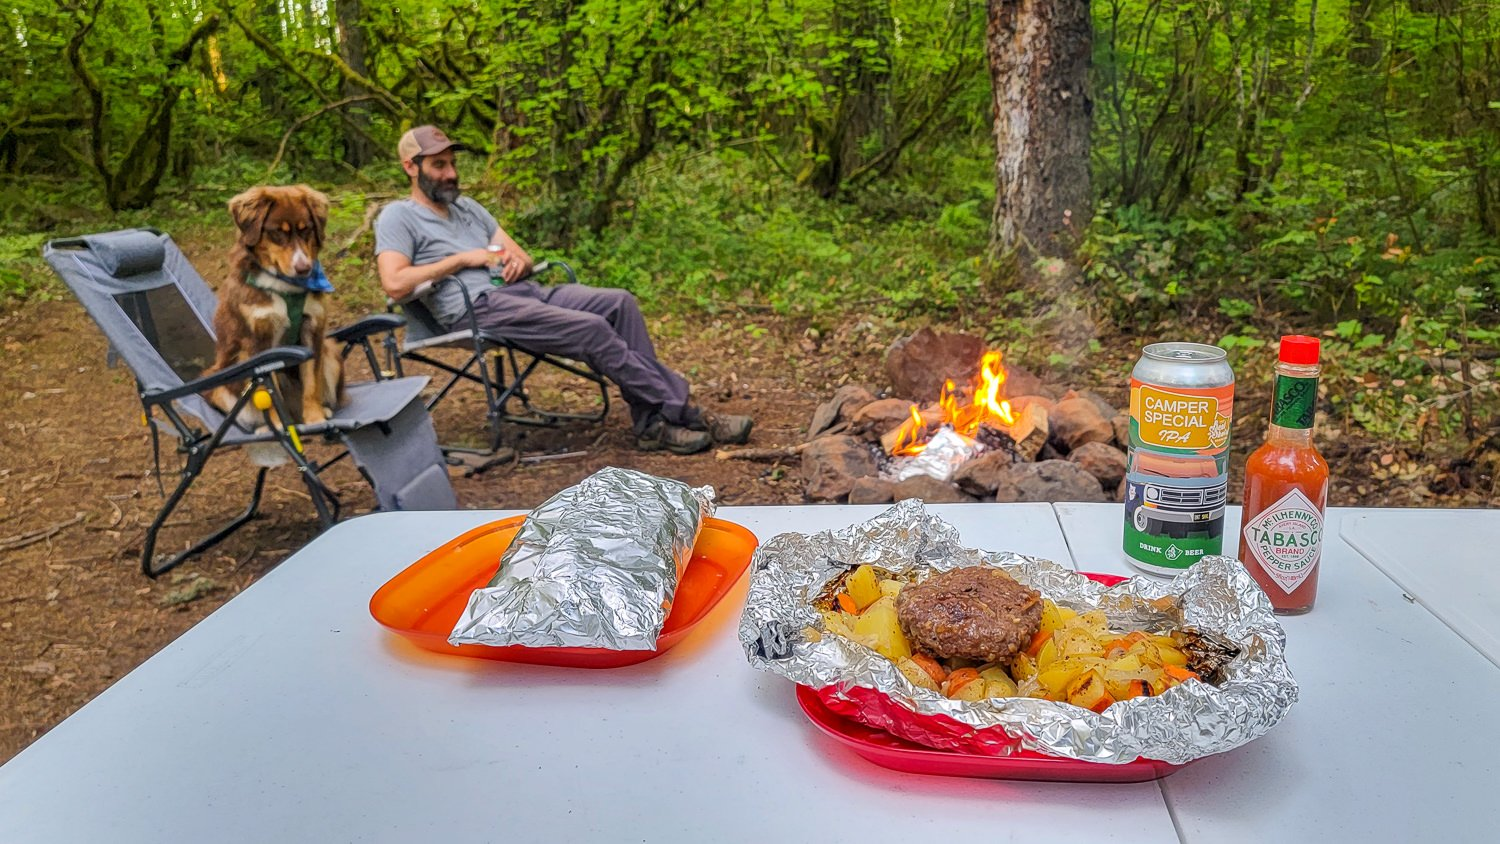 CAMPER
SPECIAL
IPA
DRINK BEER
TABASCO
McILHENNY CO.
TABASCO
BRAND
PEPPER SAUCE